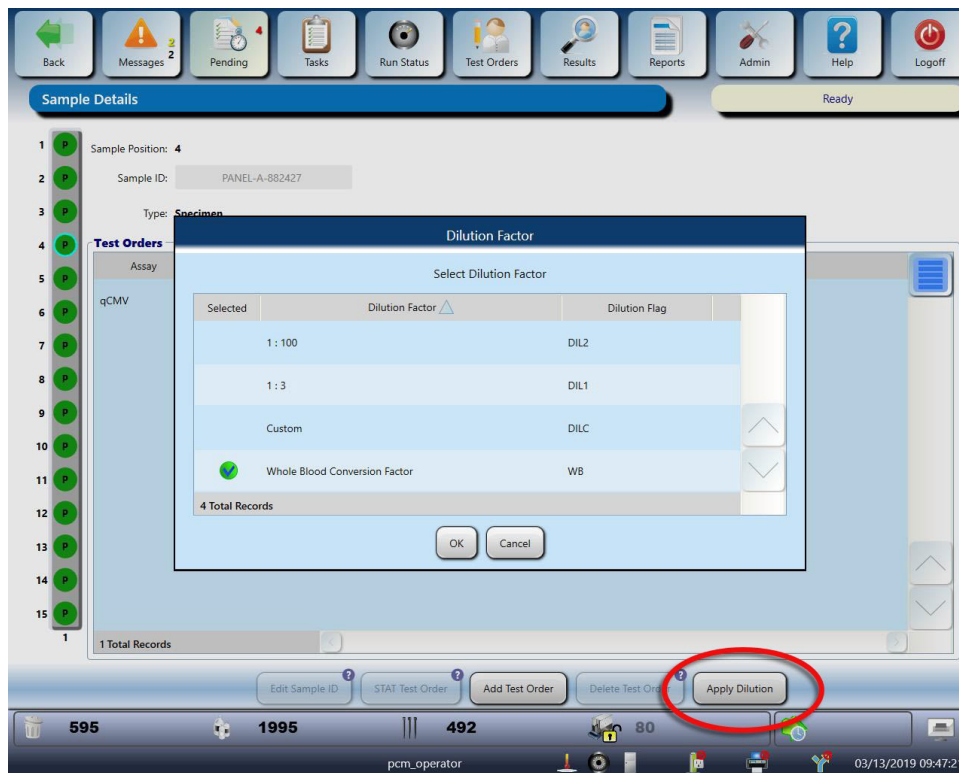 4
2
2
Back Messages Pending Tasks Run Status Test Orders Results Reports Admin Help Logoff
Sample Details Ready
1 P Sample Position: 4
2 P Sample ID: PANEL-A-882427
3 P Type: Specimen
Dilution Factor
4 P Test Orders
Assay
Select Dilution Factor
5 P
qCMV
6 P Selected Dilution Factor Dilution Flag
7 P 1 : 100 DIL2
8 P 1 : 3 DIL1
9 P
10 P Custom DILC
11 P Whole Blood Conversion Factor WB
12 P 4 Total Records
13 P OK Cancel
14 P
15 P
1 1 Total Records
Edit Sample ID ? STAT Test Order ? Add Test Order Delete Test Order ? Apply Dilution
595 1995 492 80
pcm_operator 03/13/2019 09:47:2